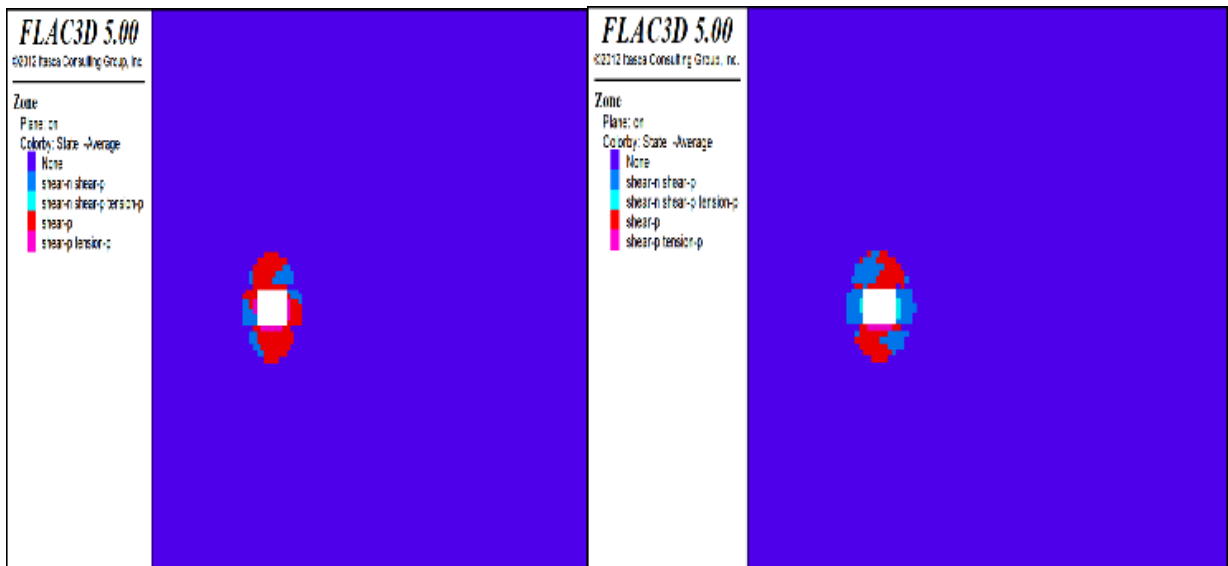 FLAC3D 5.00
©2012 Itasca Consulting Group, Inc.
Zone
Plane: on
Colorby: State -Average
None
shear-n shear-p
shear-n shear-p tension-p
shear-p
shear-p tension-p
FLAC3D 5.00
©2012 Itasca Consulting Group, Inc.
Zone
Plane: on
Colorby: State -Average
None
shear-n shear-p
shear-n shear-p tension-p
shear-p
shear-p tension-p